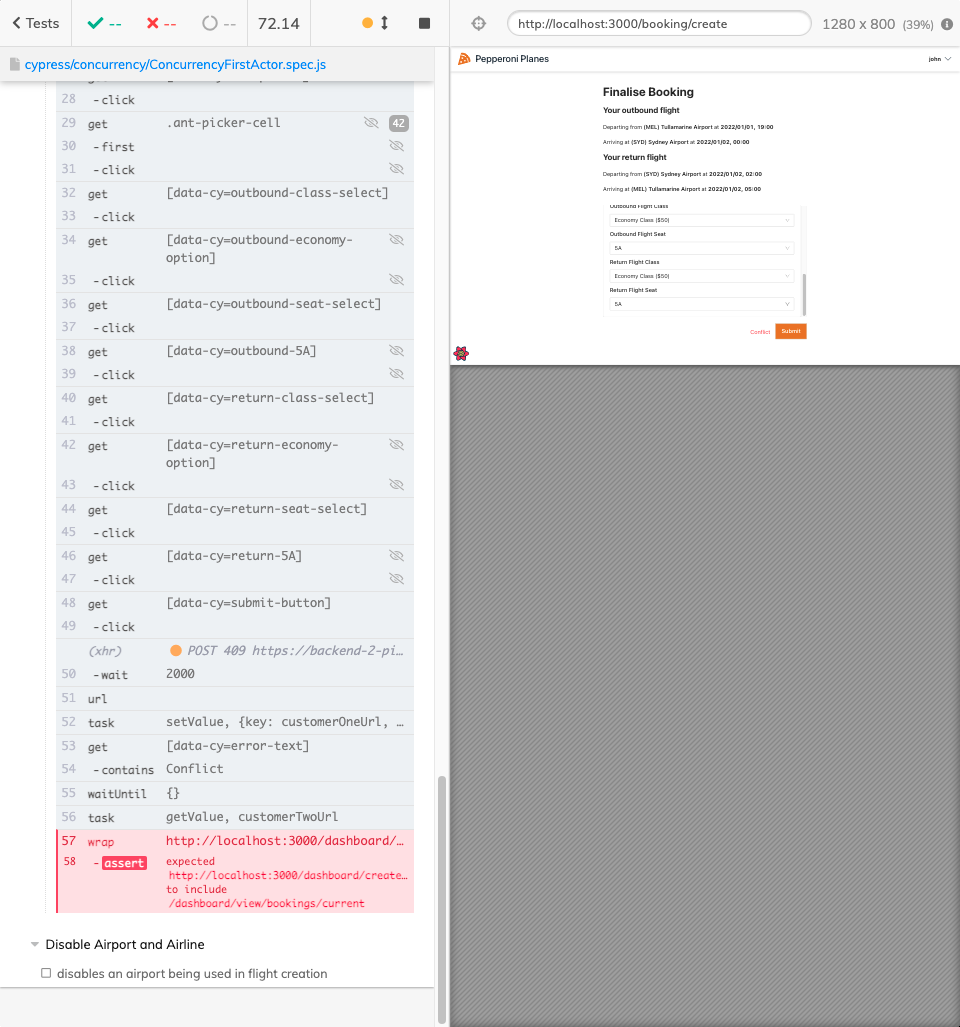 Tests
--
--
--
72.14
cypress/concurrency/ConcurrencyFirstActor.spec.js
28 -click
29 get .ant-picker-cell 42
30 -first
31 -click
32 get [data-cy=outbound-class-select]
33 -click
34 get [data-cy=outbound-economy-
option]
35 -click
36 get [data-cy=outbound-seat-select]
37 -click
38 get [data-cy=outbound-5A]
39 -click
40 get [data-cy=return-class-select]
41 -click
42 get [data-cy=return-economy-
option]
43 -click
44 get [data-cy=return-seat-select]
45 -click
46 get [data-cy=return-5A]
47 -click
48 get [data-cy=submit-button]
49 -click
(xhr) POST 409 https://backend-2-pi…
50 -wait 2000
51 url
52 task setValue, {key: customerOneUrl, …
53 get [data-cy=error-text]
54 -contains Conflict
55 waitUntil {}
56 task getValue, customerTwoUrl
57 wrap http://localhost:3000/dashboard/…
58 -assert expected
http://localhost:3000/dashboard/create…
to include
/dashboard/view/bookings/current
Disable Airport and Airline
disables an airport being used in flight creation
http://localhost:3000/booking/create
1280 x 800 (39%)
Pepperoni Planes
john
Finalise Booking
Your outbound flight
Departing from (MEL) Tullamarine Airport at 2022/01/01, 19:00
Arriving at (SYD) Sydney Airport at 2022/01/02, 00:00
Your return flight
Departing from (SYD) Sydney Airport at 2022/01/02, 02:00
Arriving at (MEL) Tullamarine Airport at 2022/01/02, 05:00
Outbound Flight Class
Economy Class ($50)
Outbound Flight Seat
5A
Return Flight Class
Economy Class ($50)
Return Flight Seat
5A
Conflict
Submit